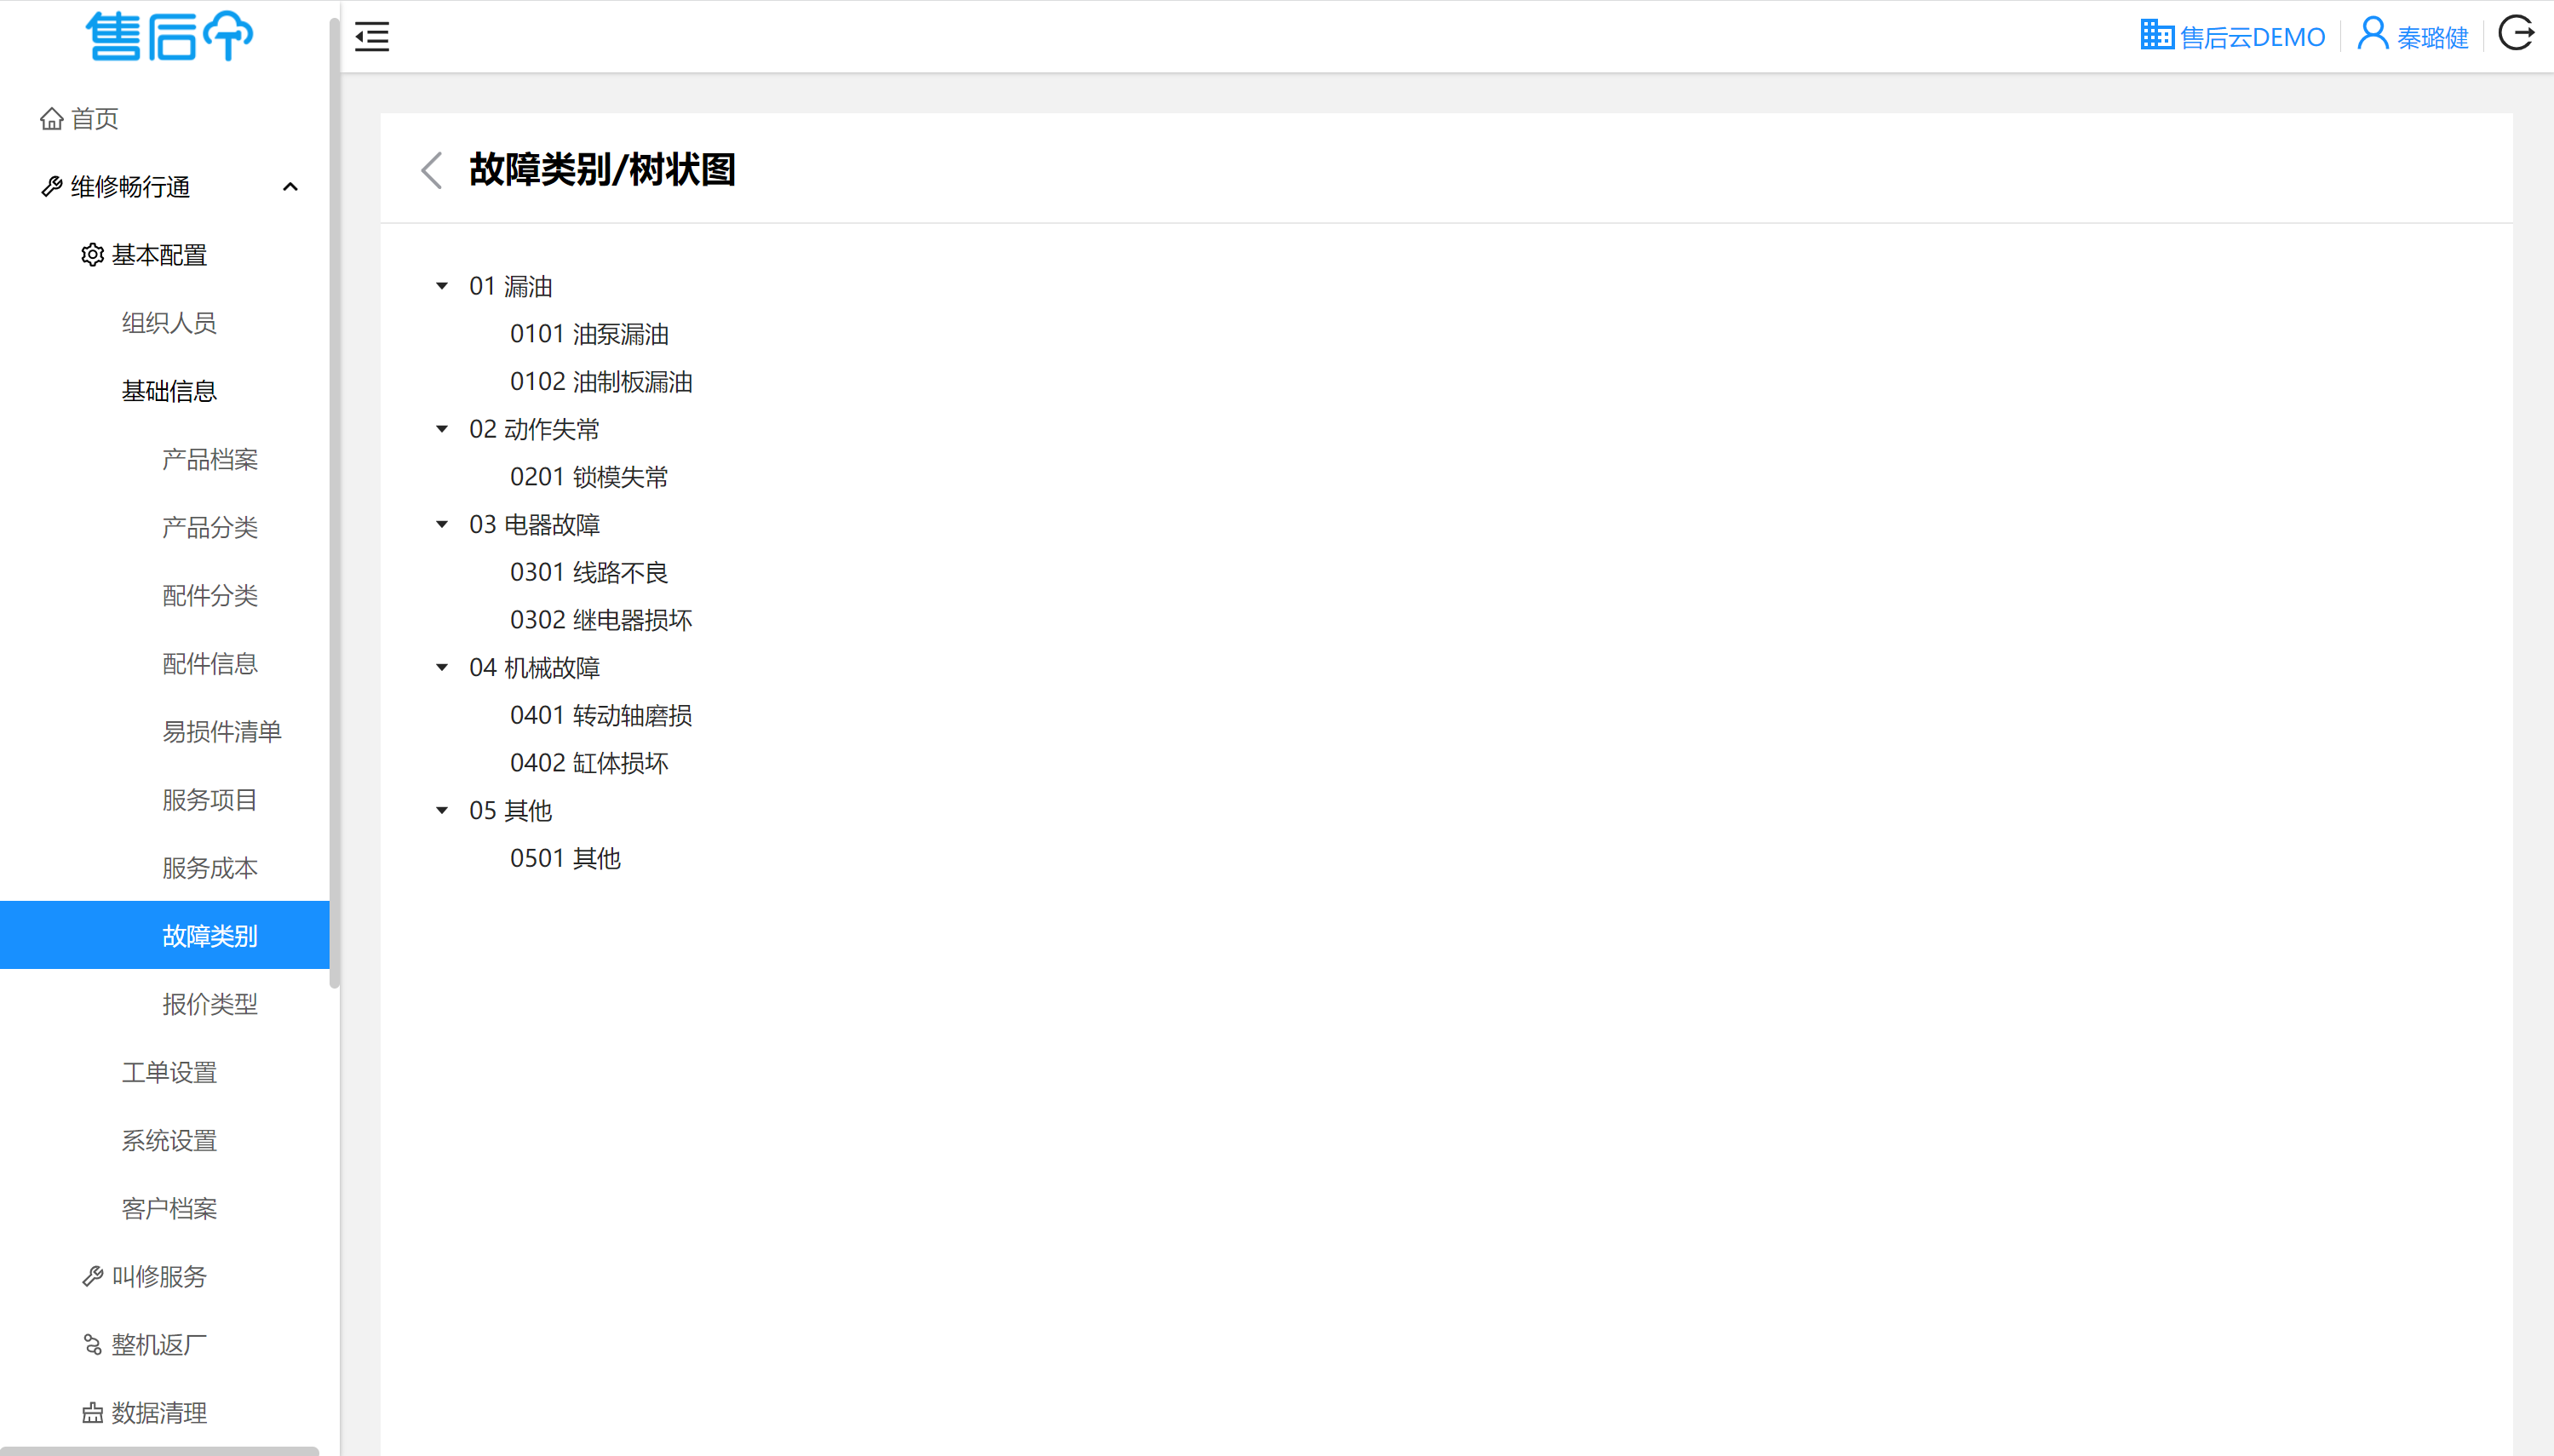 售后
售后云DEMO
秦璐健
首页
维修畅行通
基本配置
组织人员
基础信息
产品档案
产品分类
配件分类
配件信息
易损件清单
服务项目
服务成本
故障类别
报价类型
工单设置
系统设置
客户档案
叫修服务
整机返厂
数据清理
故障类别/树状图
01 漏油
0101 油泵漏油
0102 油制板漏油
02 动作失常
0201 锁模失常
03 电器故障
0301 线路不良
0302 继电器损坏
04 机械故障
0401 转动轴磨损
0402 缸体损坏
05 其他
0501 其他